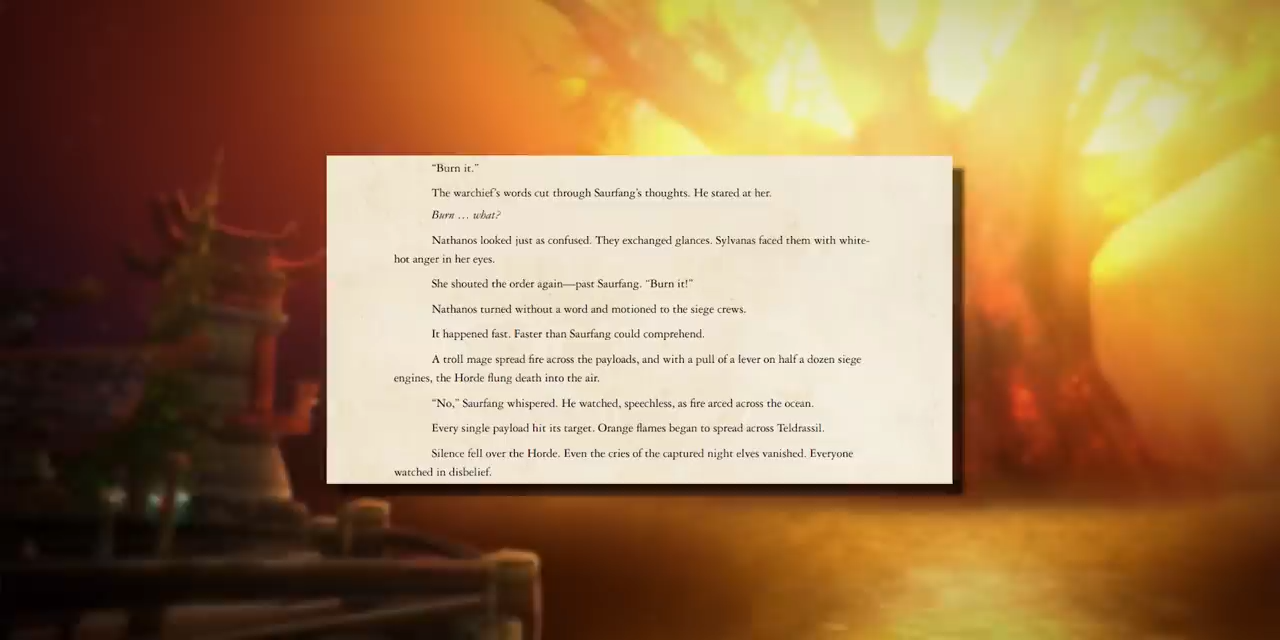 “Burn it.”
The warchief’s words cut through Saurfang’s thoughts. He stared at her.
Burn … what?
Nathanos looked just as confused. They exchanged glances. Sylvanas faced them with white-
hot anger in her eyes.
She shouted the order again—past Saurfang. “Burn it!”
Nathanos turned without a word and motioned to the siege crews.
It happened fast. Faster than Saurfang could comprehend.
A troll mage spread fire across the payloads, and with a pull of a lever on half a dozen siege
engines, the Horde flung death into the air.
“No,” Saurfang whispered. He watched, speechless, as fire arced across the ocean.
Every single payload hit its target. Orange flames began to spread across Teldrassil.
Silence fell over the Horde. Even the cries of the captured night elves vanished. Everyone
watched in disbelief.